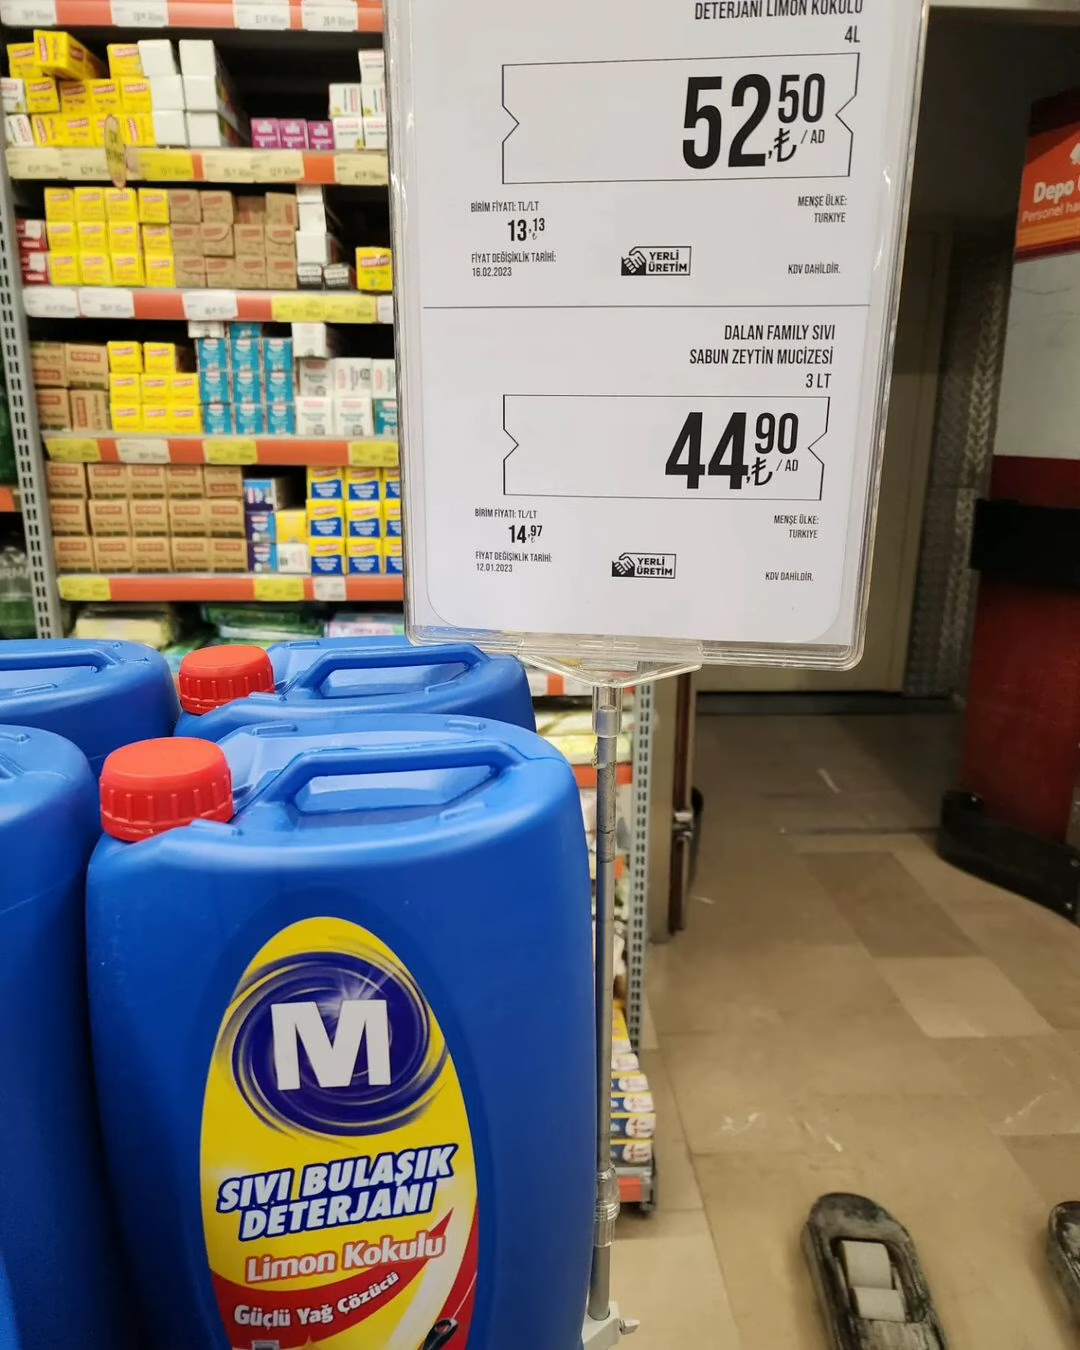 DETERJANI LIMON KOKULU
4L
52,50 ₺ / AD
BİRİM FİYATI: TL/LT
13,13 ₺
FİYAT DEĞİŞİKLİK TARİHİ:
16.02.2023
YERLİ
ÜRETİM
MENŞE ÜLKE:
TURKIYE
KDV DAHİLDİR.
DALAN FAMILY SIVI
SABUN ZEYTİN MUCİZESİ
3 LT
44,90 ₺ / AD
BİRİM FİYATI: TL/LT
14,97 ₺
FİYAT DEĞİŞİKLİK TARİHİ:
12.01.2023
YERLİ
ÜRETİM
MENŞE ÜLKE:
TURKIYE
KDV DAHİLDİR.
Depo
Personel
M
SIVI BULAŞIK
DETERJANI
Limon Kokulu
Güçlü Yağ Çözücü